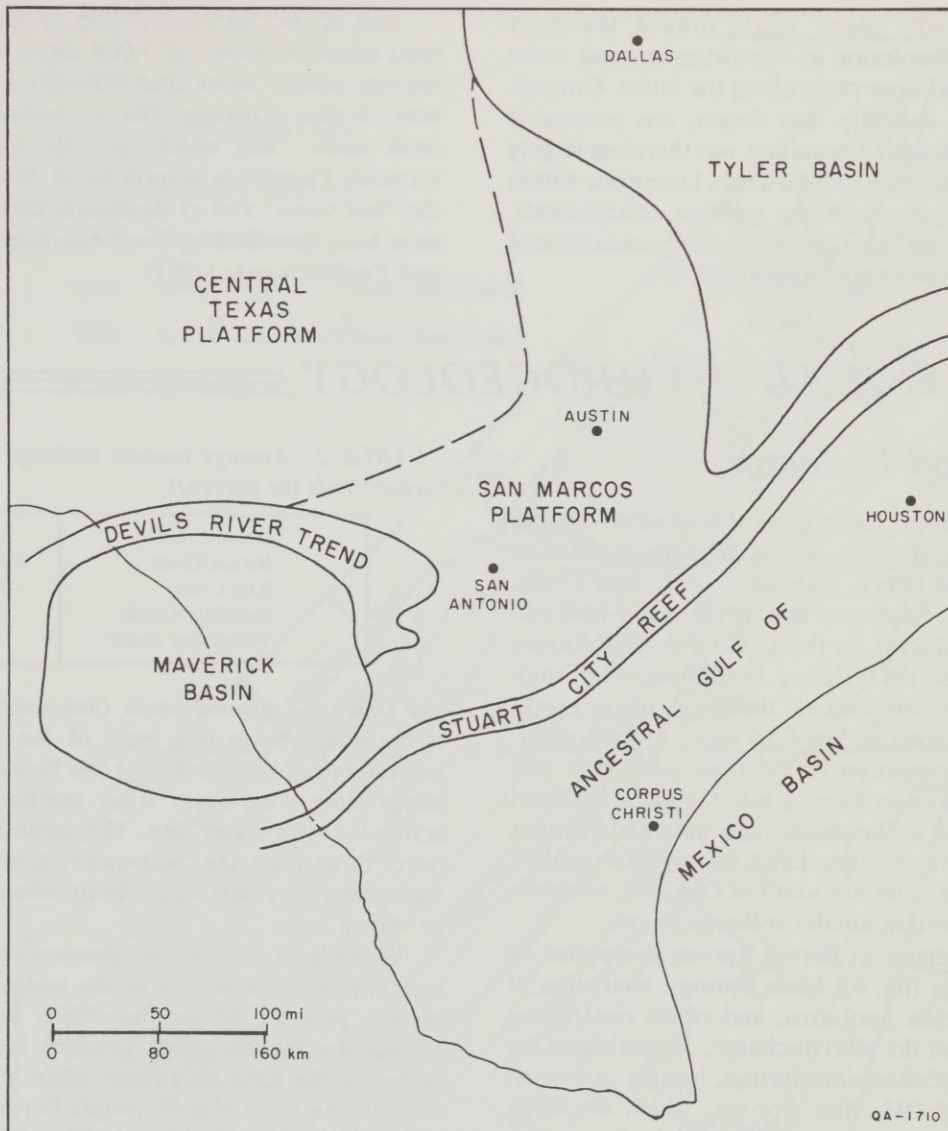 DALLAS
TYLER BASIN
CENTRAL
TEXAS
PLATFORM
AUSTIN
SAN MARCOS
PLATFORM
HOUSTON
DEVILS RIVER TREND
SAN
ANTONIO
MAVERICK
BASIN
STUART CITY REEF
ANCESTRAL GULF OF
MEXICO BASIN
CORPUS
CHRISTI
0 50 100 mi
0 80 160 km
QA-1710